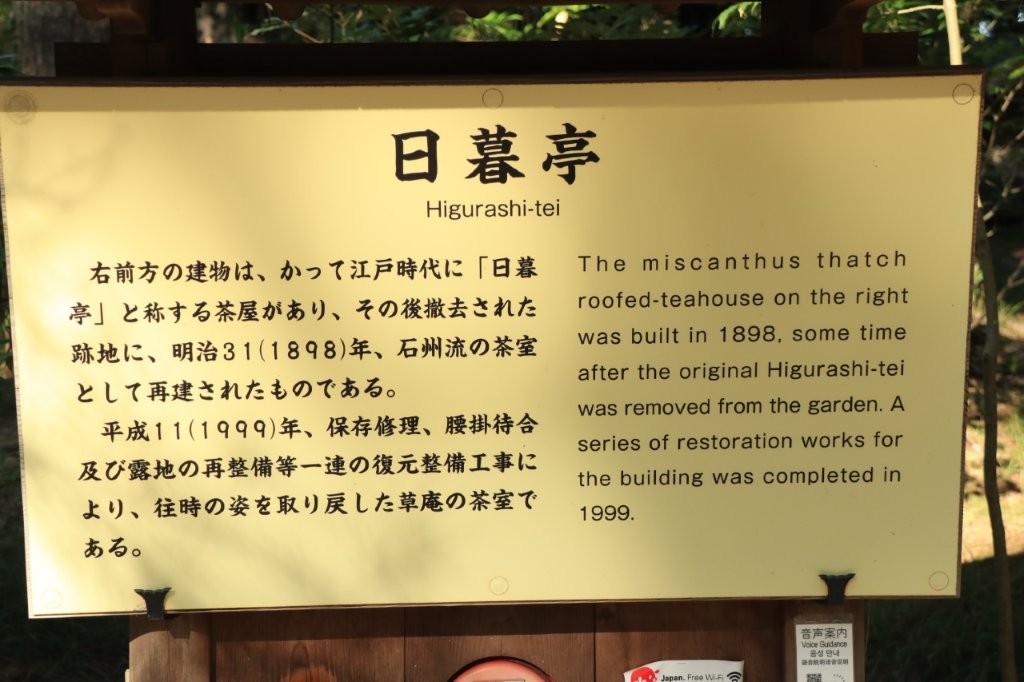 日暮亭
Higurashi-tei
右前方の建物は、かって江戸時代に「日暮
亭」と称する茶屋があり、その後撤去された
跡地に、明治31(1898)年、石州流の茶室
として再建されたものである。
平成11(1999)年、保存修理、腰掛待合
及び露地の再整備等一連の復元整備工事に
より、往時の姿を取り戻した草庵の茶室で
ある。
The miscanthus thatch
roofed-teahouse on the right
was built in 1898, some time
after the original Higurashi-tei
was removed from the garden. A
series of restoration works for
the building was completed in
1999.
音声案内
Voice Guidance
음성 안내
Japan. Free Wi-Fi